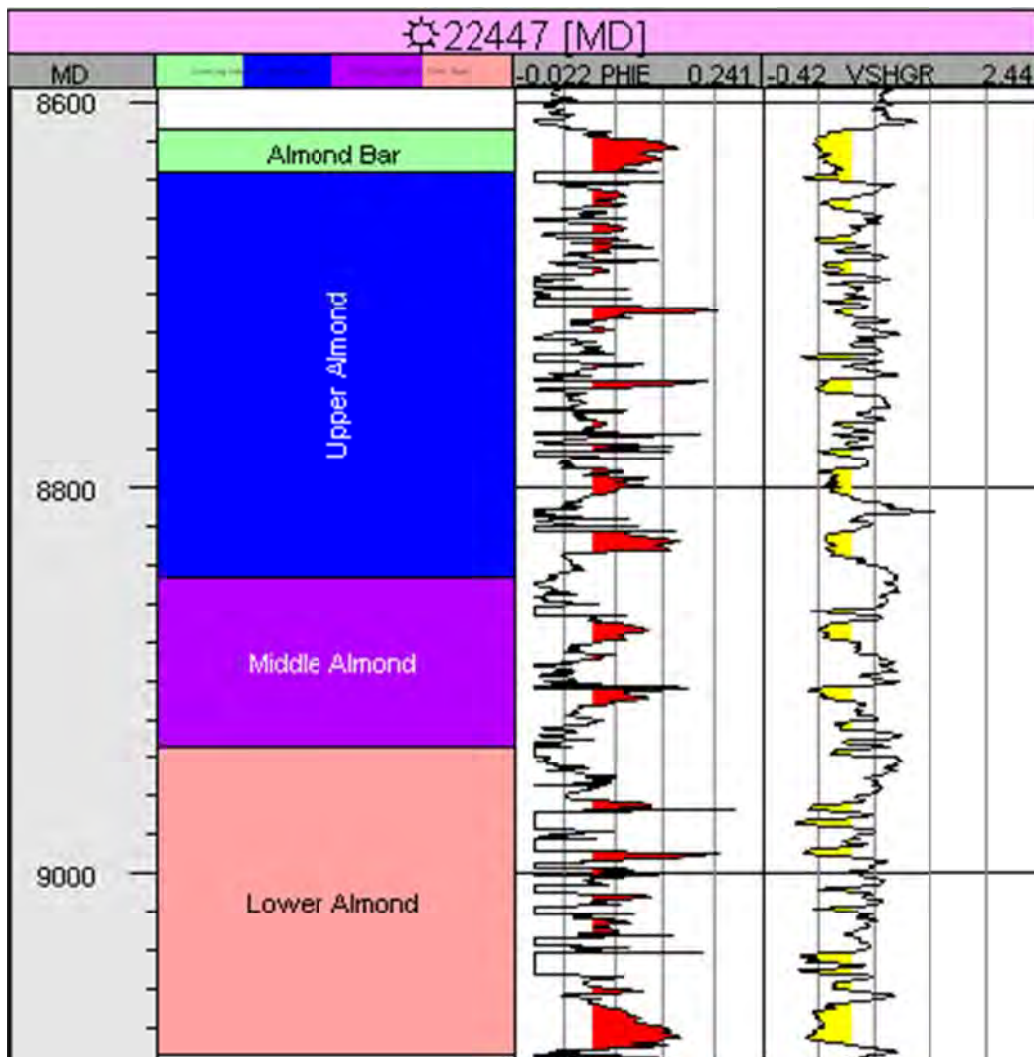 22447 [MD]
MD
-0.022 PHIE 0.241
-0.42 VSHGR 2.44
8600
Almond Bar
Upper Almond
8800
Middle Almond
9000
Lower Almond